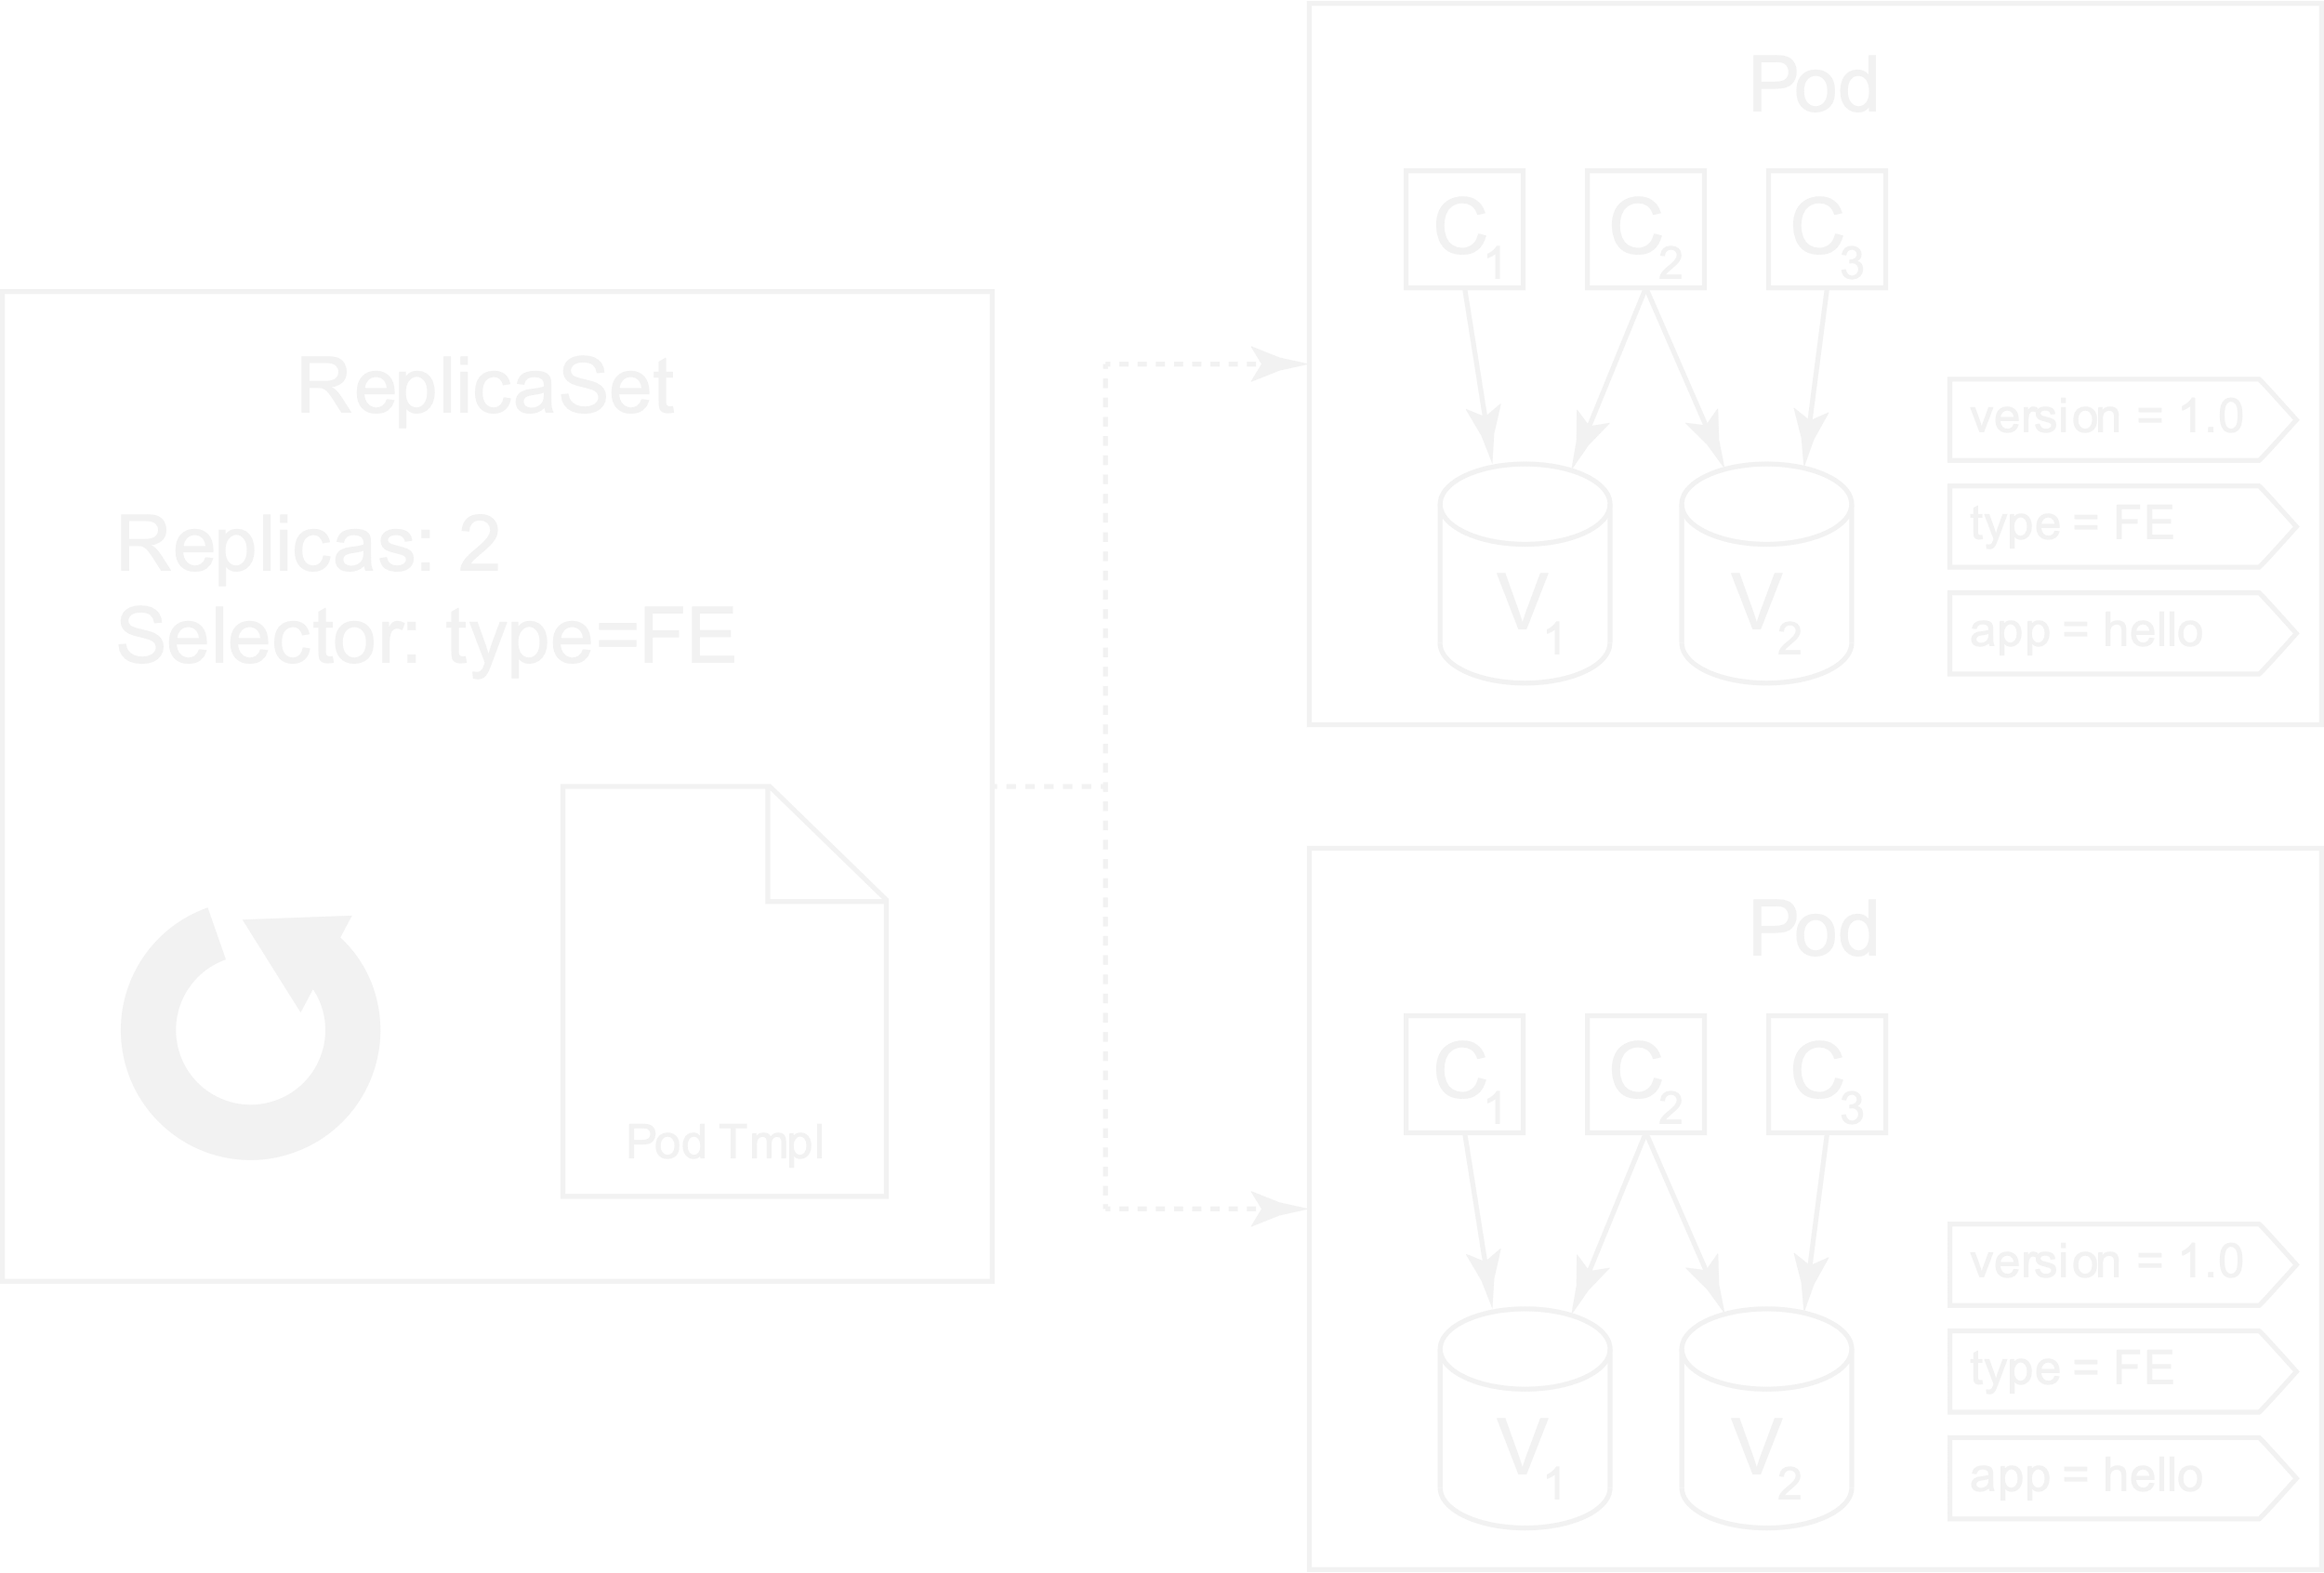 ReplicaSet
Replicas: 2
Selector: type=FE
Pod Tmpl
Pod
C1
C2
C3
V1
V2
version = 1.0
type = FE
app = hello
Pod
C1
C2
C3
V1
V2
version = 1.0
type = FE
app = hello